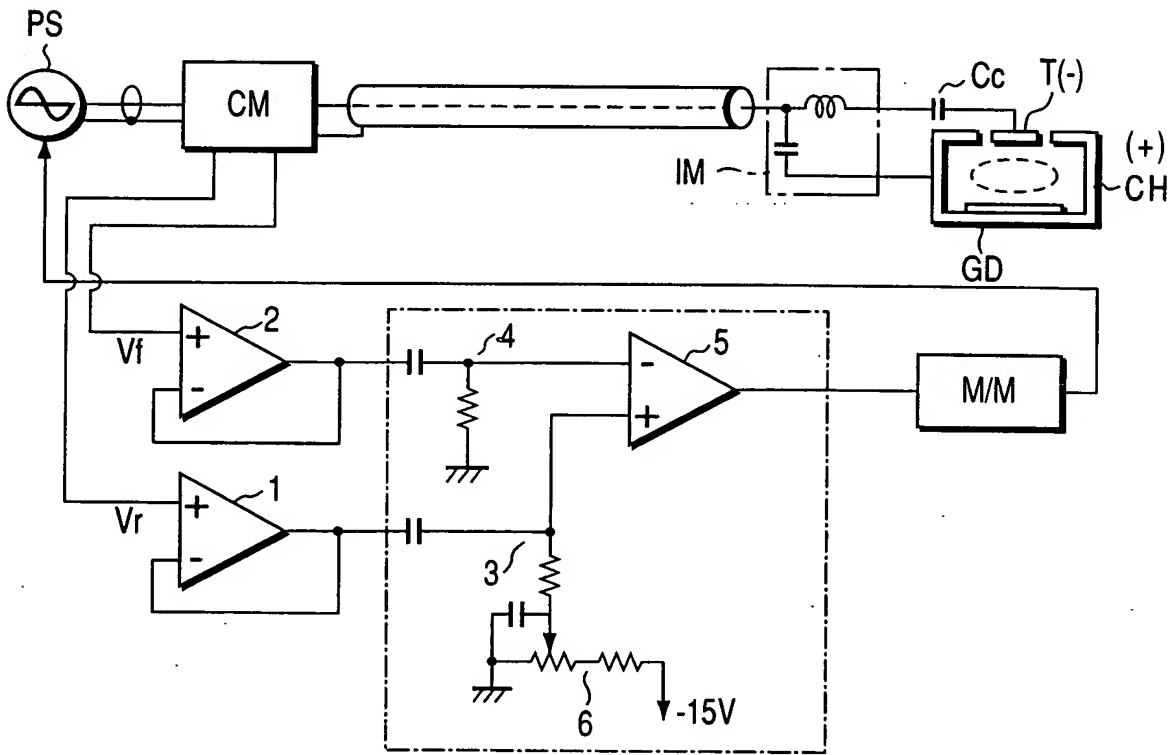 PS
CM
Cc
T(-)
(+)
CH
IM
GD
Vf
+
-
2
4
-
+
5
M/M
Vr
+
-
1
3
6
-15V